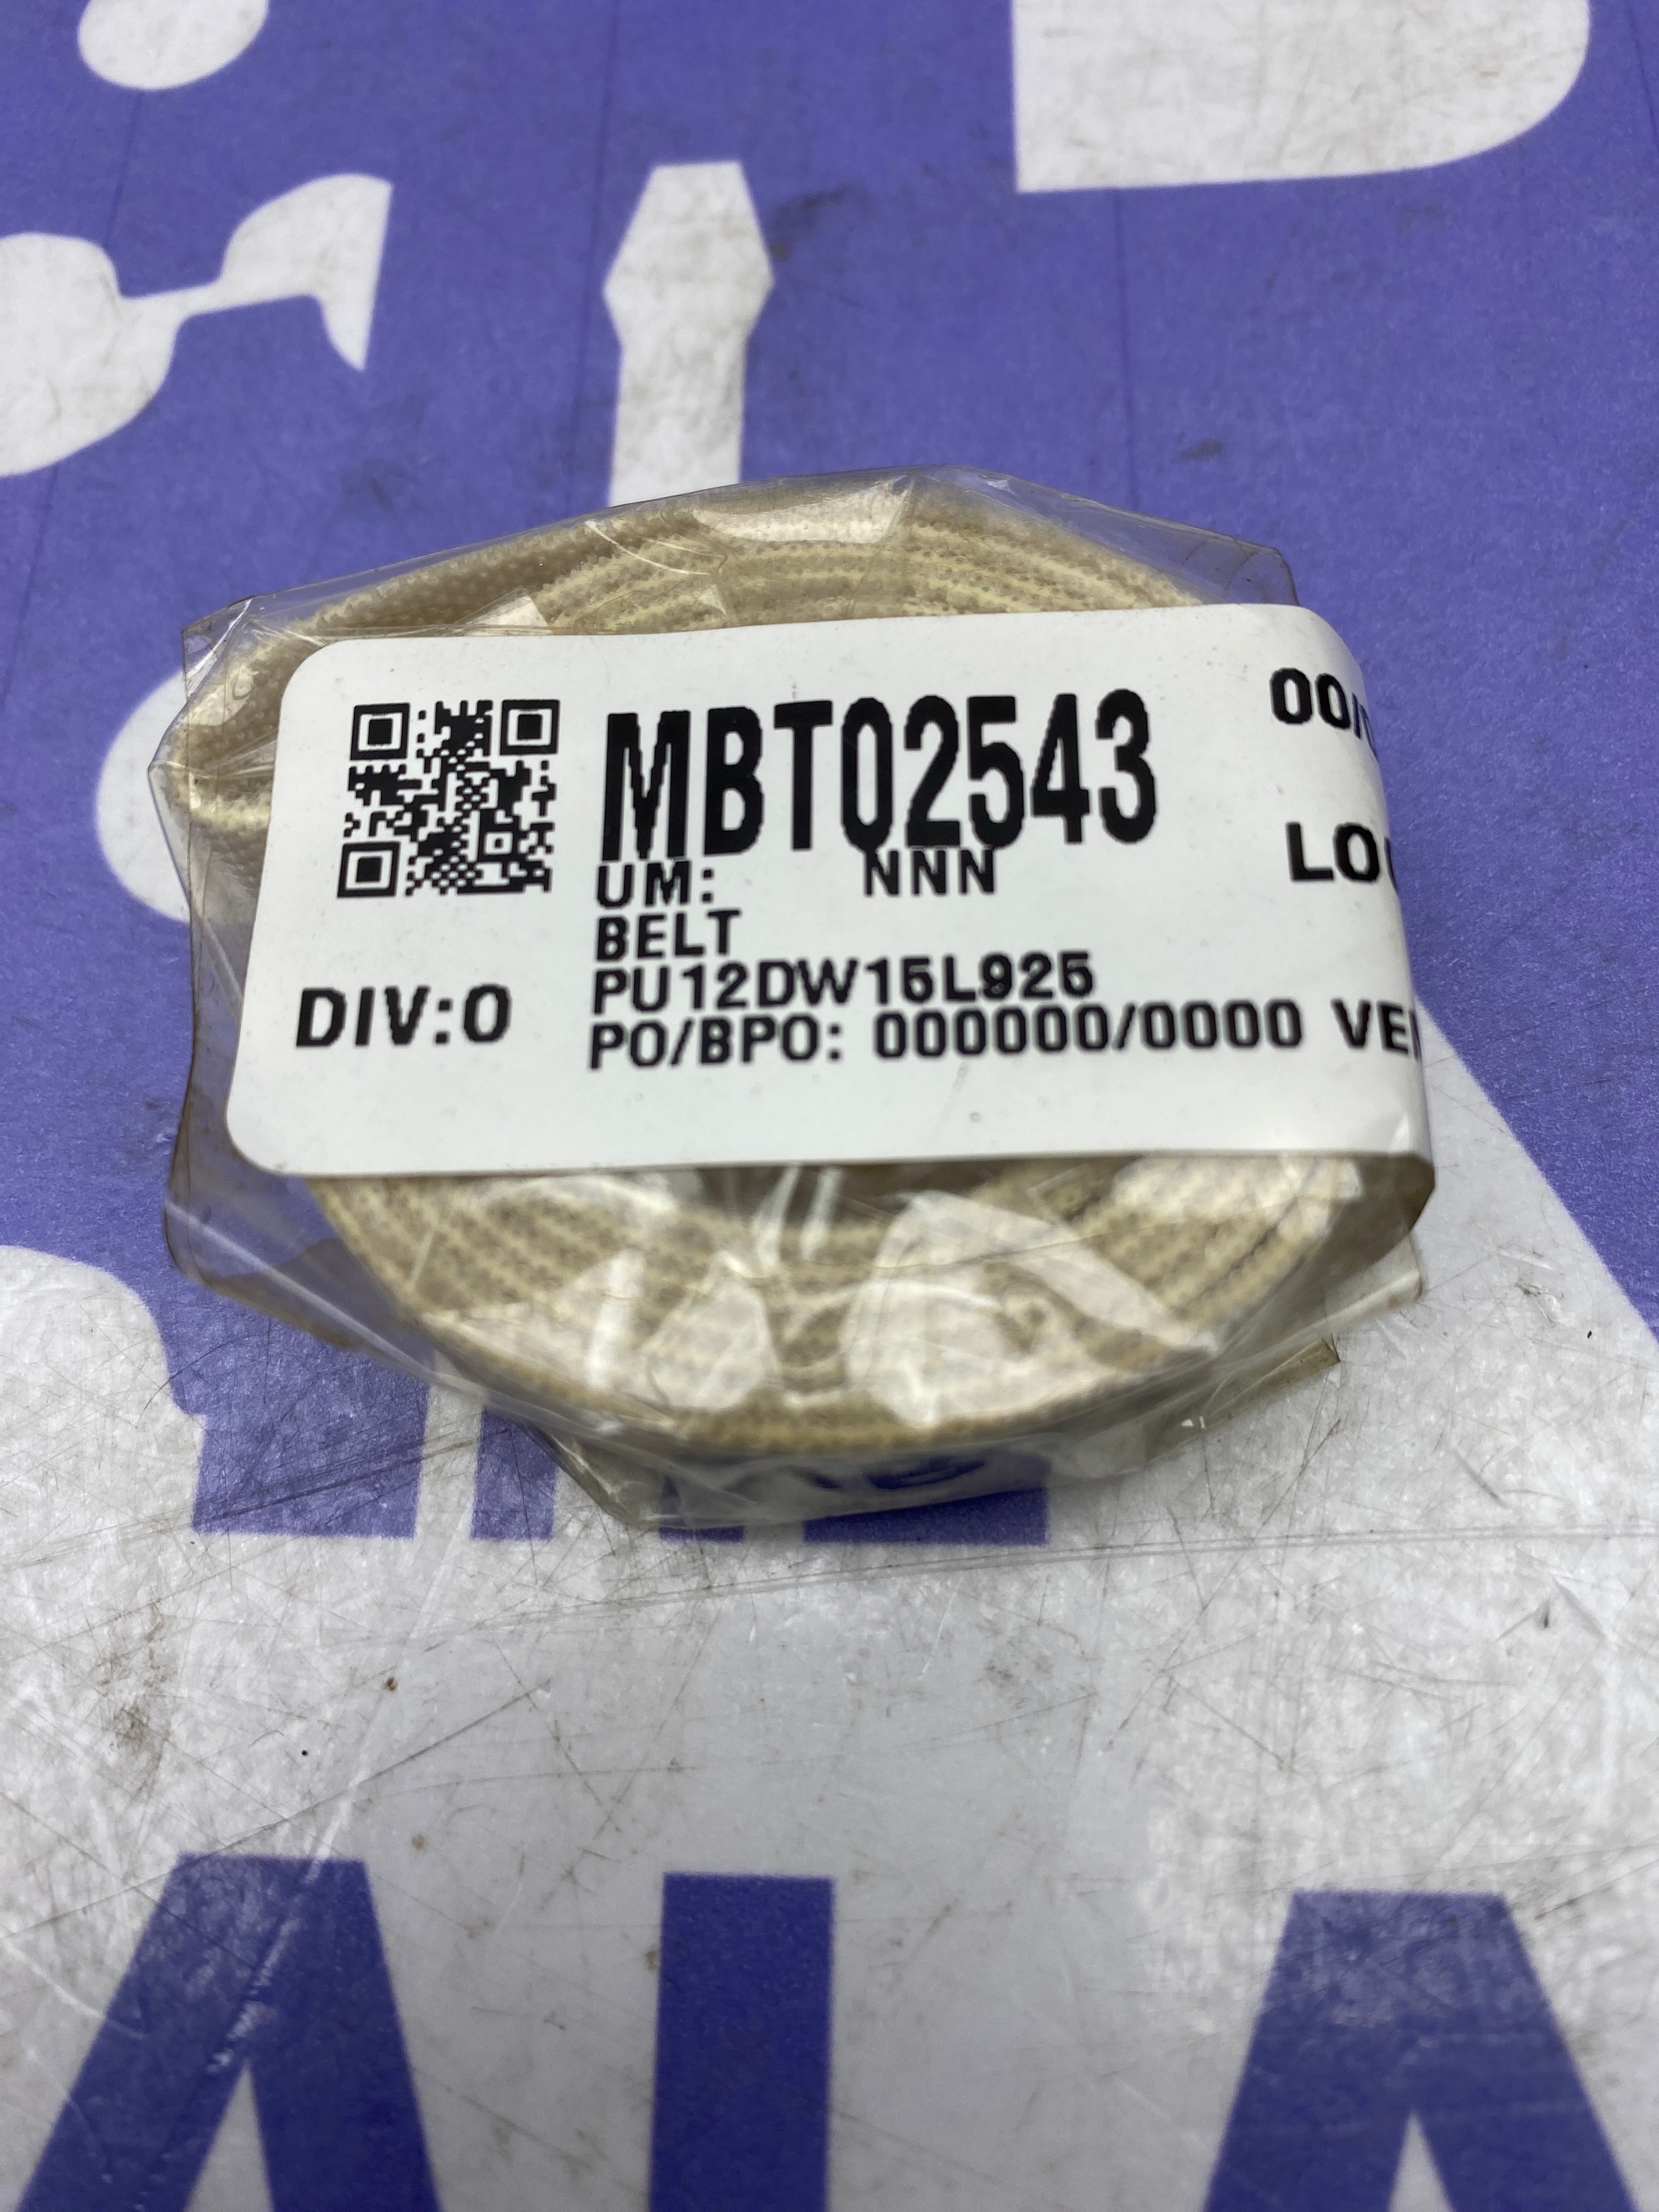 MBT02543
UM: NNN
BELT
PU12DW15L925
DIV:0
PO/BPO: 000000/0000